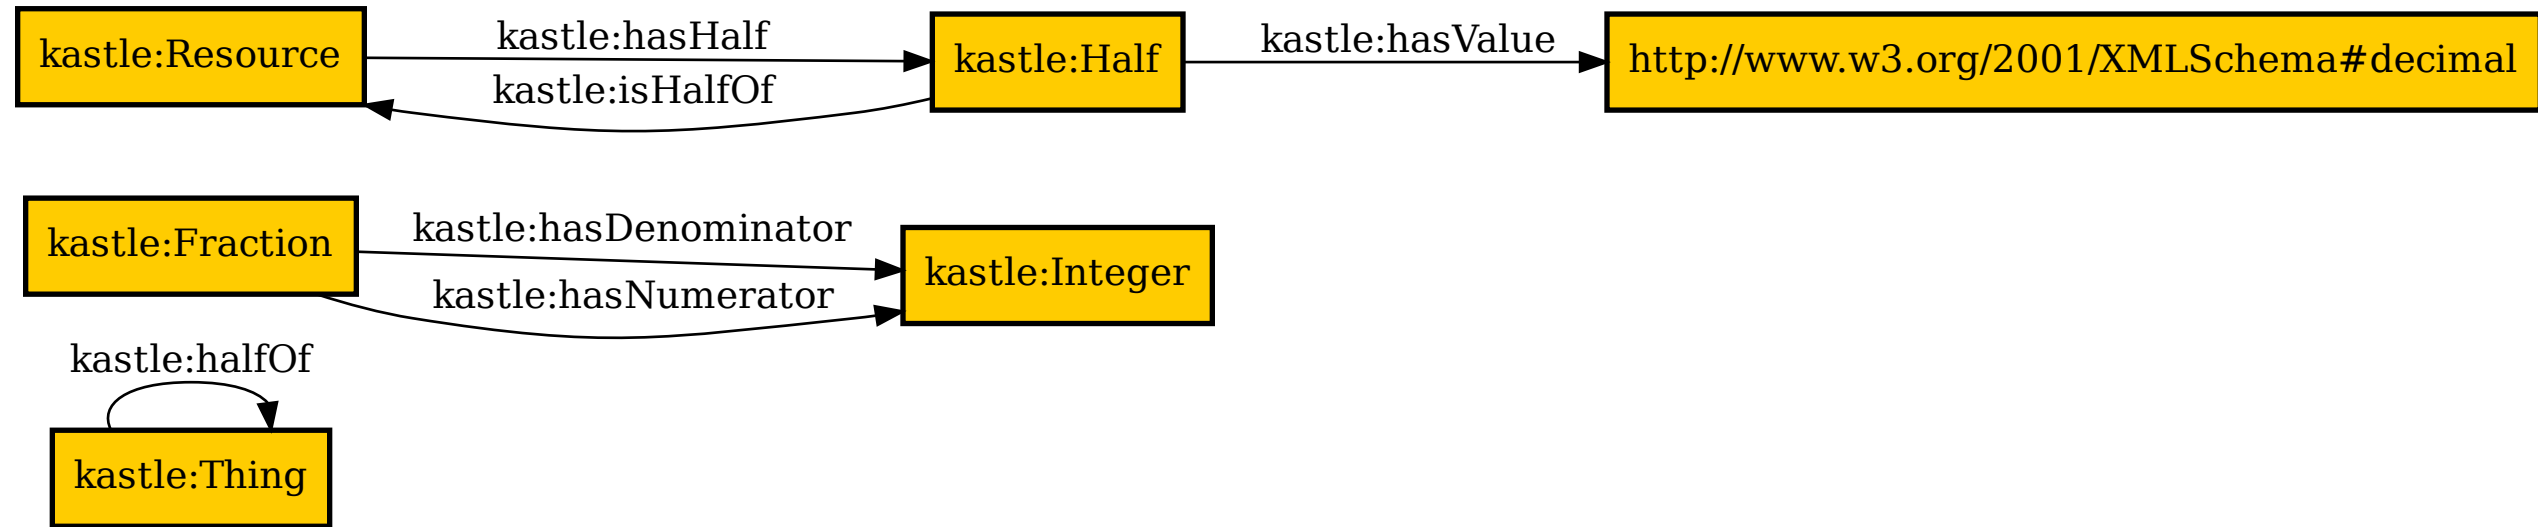 kastle:Resource
kastle:hasHalf
kastle:isHalfOf
kastle:Half
kastle:hasValue
http://www.w3.org/2001/XMLSchema#decimal
kastle:Fraction
kastle:hasDenominator
kastle:hasNumerator
kastle:Integer
kastle:halfOf
kastle:Thing